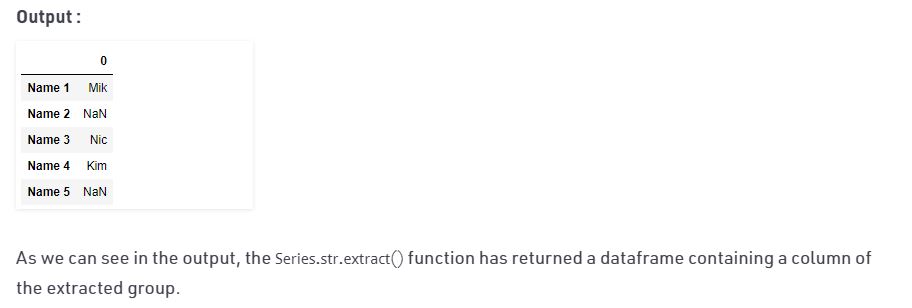 Output :
0
Name 1 Mik
Name 2 NaN
Name 3 Nic
Name 4 Kim
Name 5 NaN
As we can see in the output, the Series.str.extract() function has returned a dataframe containing a column of
the extracted group.